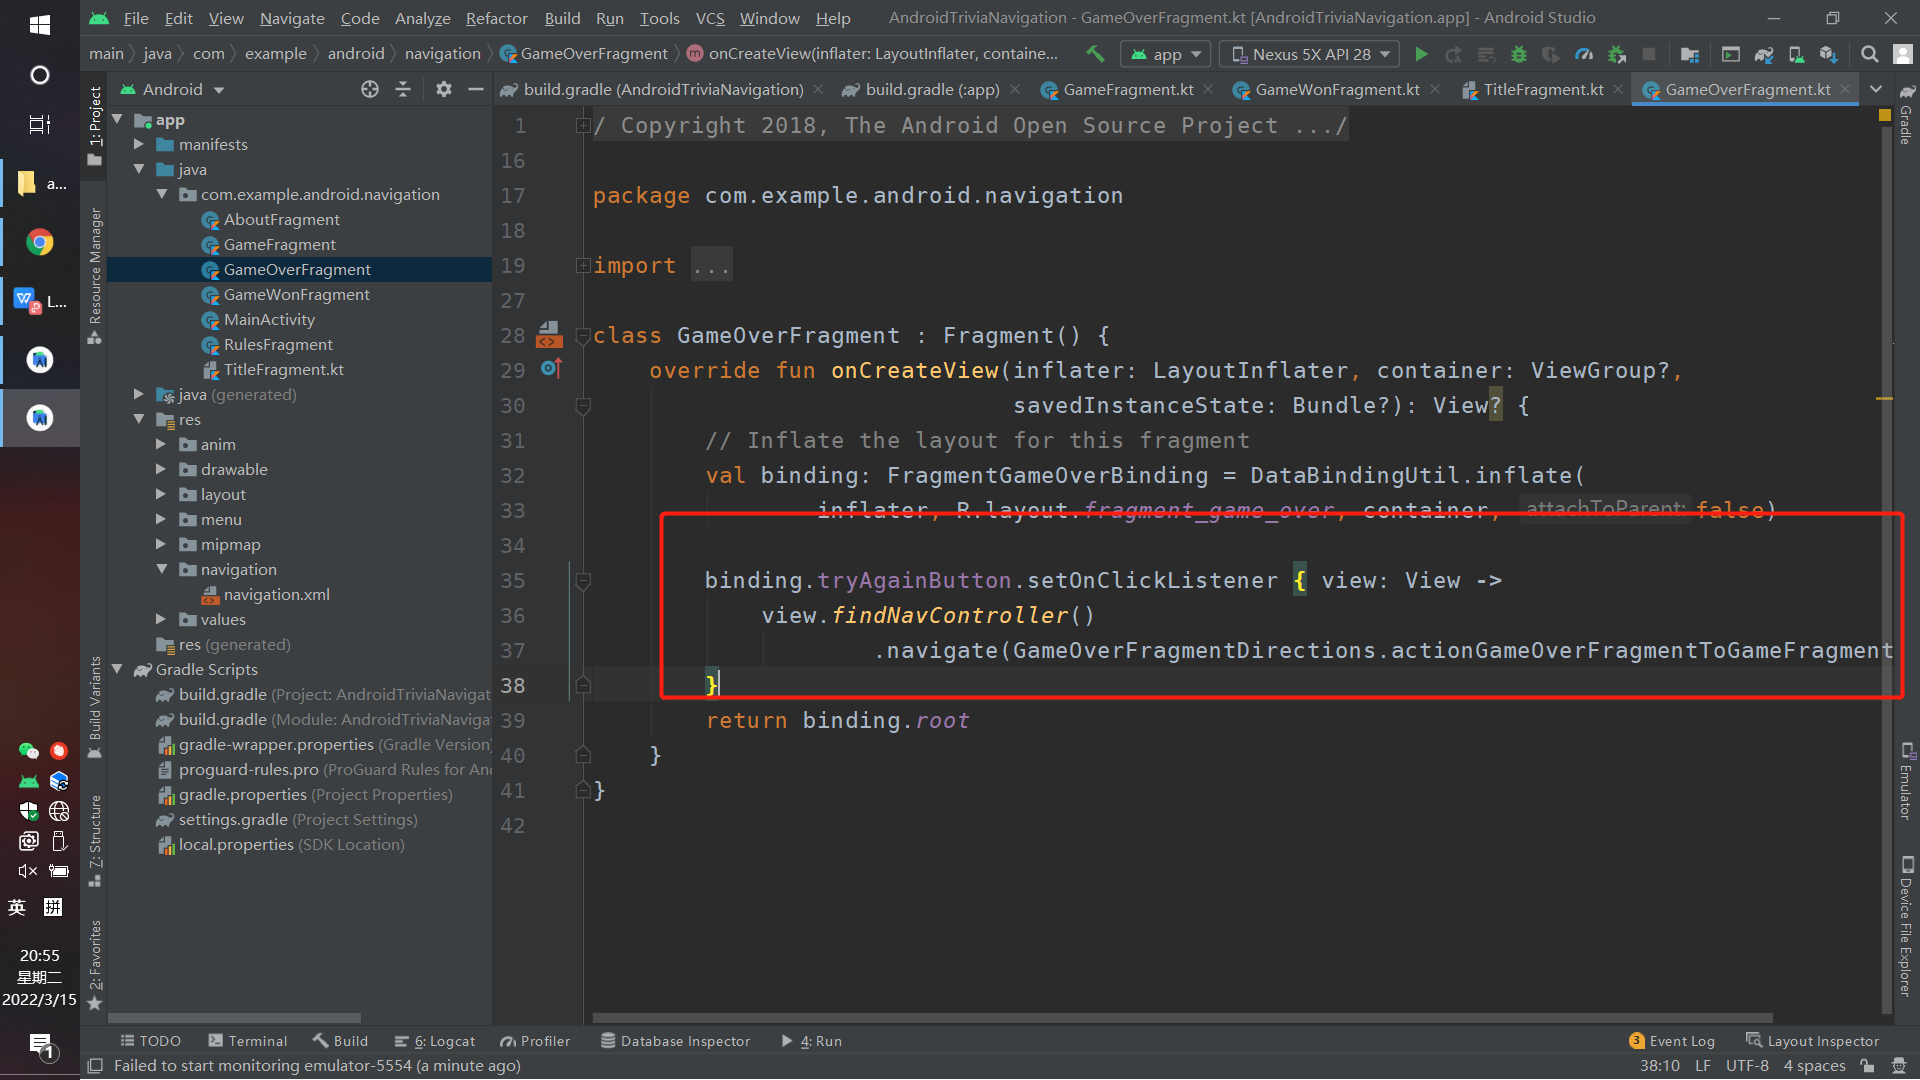 File Edit View Navigate Code Analyze Refactor Build Run Tools VCS Window Help AndroidTriviaNavigation - GameOverFragment.kt [AndroidTriviaNavigation.app] - Android Studio
main java com example android navigation GameOverFragment onCreateView(inflater: LayoutInflater, containe... app Nexus 5X API 28
Android
build.gradle (AndroidTriviaNavigation) build.gradle (:app) GameFragment.kt GameWonFragment.kt TitleFragment.kt GameOverFragment.kt
1: Project
Resource Manager
Build Variants
7: Structure
2: Favorites
app
manifests
java
com.example.android.navigation
AboutFragment
GameFragment
GameOverFragment
GameWonFragment
MainActivity
RulesFragment
TitleFragment.kt
java (generated)
res
anim
drawable
layout
menu
mipmap
navigation
navigation.xml
values
res (generated)
Gradle Scripts
build.gradle (Project: AndroidTriviaNavigat
build.gradle (Module: AndroidTriviaNaviga
gradle-wrapper.properties (Gradle Version)
proguard-rules.pro (ProGuard Rules for An
gradle.properties (Project Properties)
settings.gradle (Project Settings)
local.properties (SDK Location)
1 / Copyright 2018, The Android Open Source Project .../
16
17 package com.example.android.navigation
18
19 import ...
27
28 class GameOverFragment : Fragment() {
29 override fun onCreateView(inflater: LayoutInflater, container: ViewGroup?,
30 savedInstanceState: Bundle?): View? {
31 // Inflate the layout for this fragment
32 val binding: FragmentGameOverBinding = DataBindingUtil.inflate(
33 inflater, R.layout.fragment_game_over, container, attachToParent: false)
34
35 binding.tryAgainButton.setOnClickListener { view: View ->
36 view.findNavController()
37 .navigate(GameOverFragmentDirections.actionGameOverFragmentToGameFragment
38 }
39 return binding.root
40 }
41 }
42
Gradle
Emulator
Device File Explorer
a...
L...
英 拼
20:55
星期二
2022/3/15
1
TODO Terminal Build 6: Logcat Profiler Database Inspector 4: Run 3 Event Log Layout Inspector
Failed to start monitoring emulator-5554 (a minute ago) 38:10 LF UTF-8 4 spaces